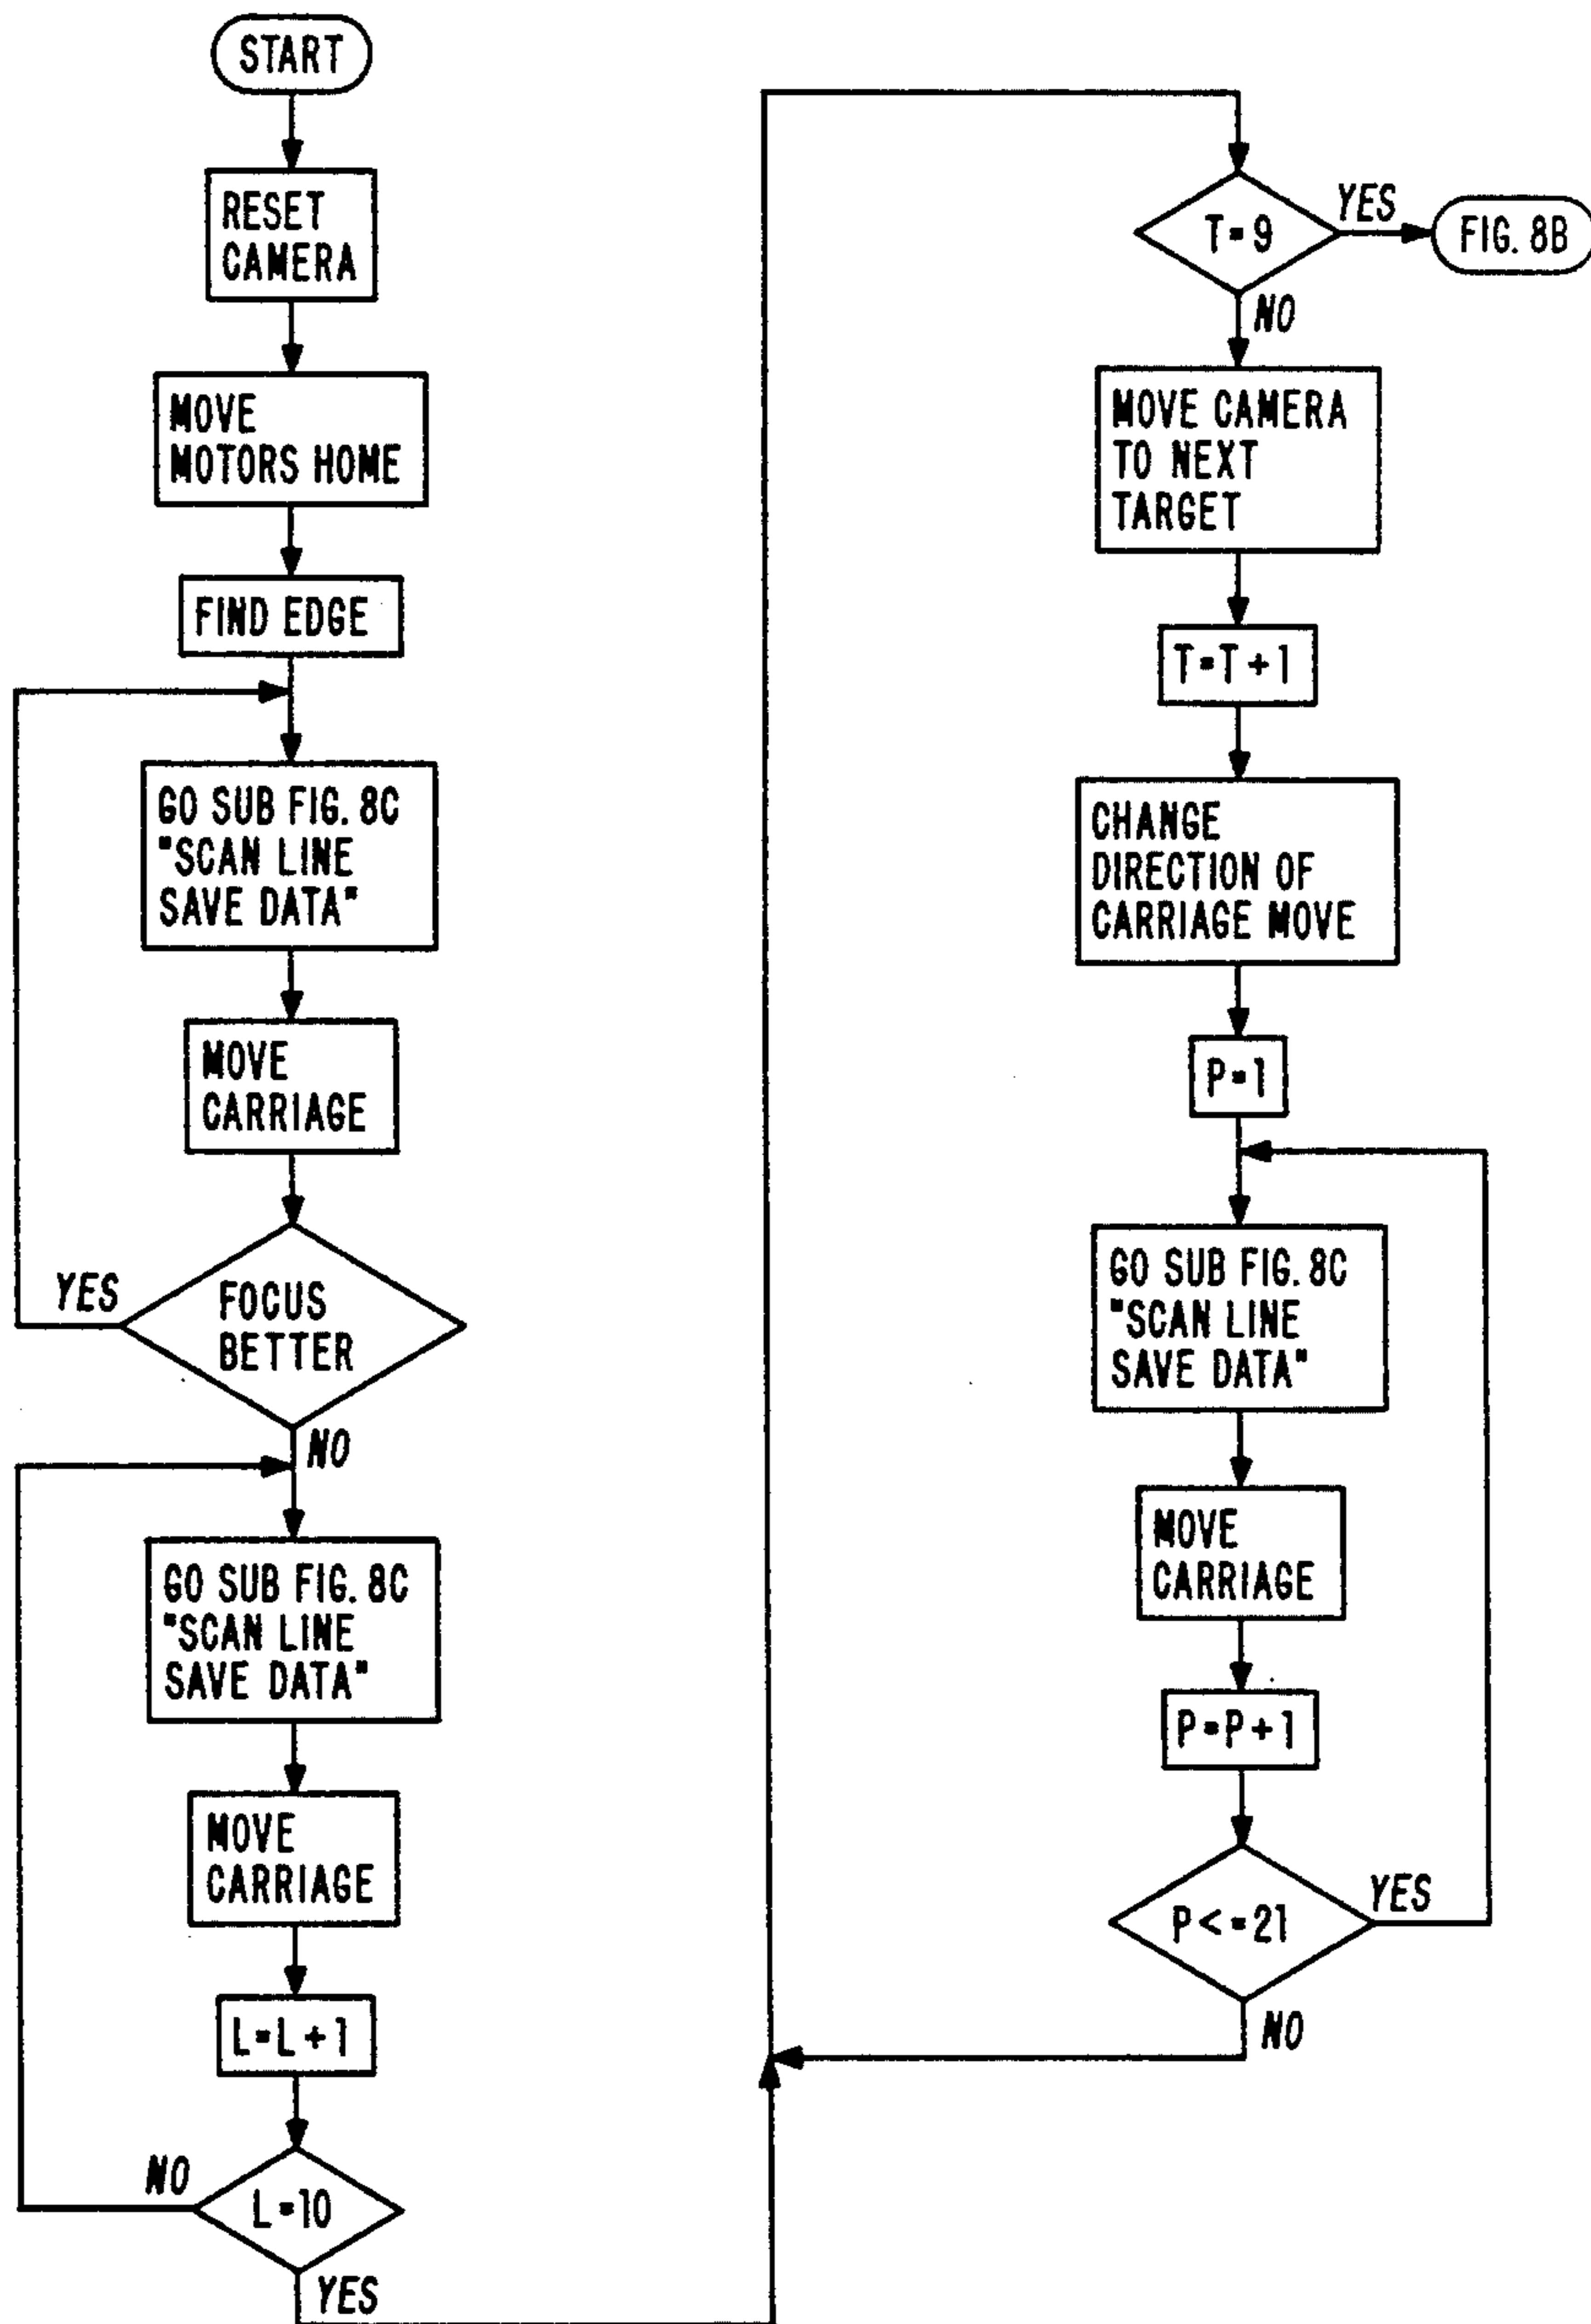 START
RESET
CAMERA
MOVE
MOTORS HOME
FIND EDGE
GO SUB FIG. 8C
"SCAN LINE
SAVE DATA"
MOVE
CARRIAGE
FOCUS
BETTER
YES
NO
GO SUB FIG. 8C
"SCAN LINE
SAVE DATA"
MOVE
CARRIAGE
L=L+1
L=10
NO
YES
T=9
YES
FIG. 8B
NO
MOVE CAMERA
TO NEXT
TARGET
T=T+1
CHANGE
DIRECTION OF
CARRIAGE MOVE
P=1
GO SUB FIG. 8C
"SCAN LINE
SAVE DATA"
MOVE
CARRIAGE
P=P+1
P<=21
YES
NO